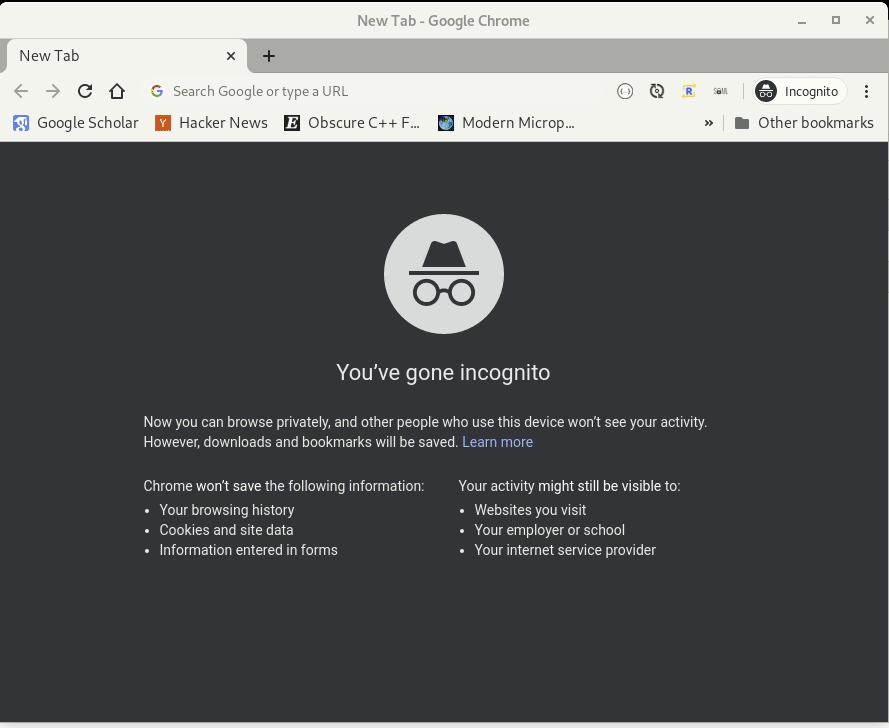 New Tab - Google Chrome
New Tab
Search Google or type a URL
Incognito
Google Scholar
Y Hacker News
E Obscure C++ F...
Modern Microp...
» Other bookmarks
You’ve gone incognito
Now you can browse privately, and other people who use this device won’t see your activity.
However, downloads and bookmarks will be saved. Learn more
Chrome won’t save the following information:
• Your browsing history
• Cookies and site data
• Information entered in forms
Your activity might still be visible to:
• Websites you visit
• Your employer or school
• Your internet service provider